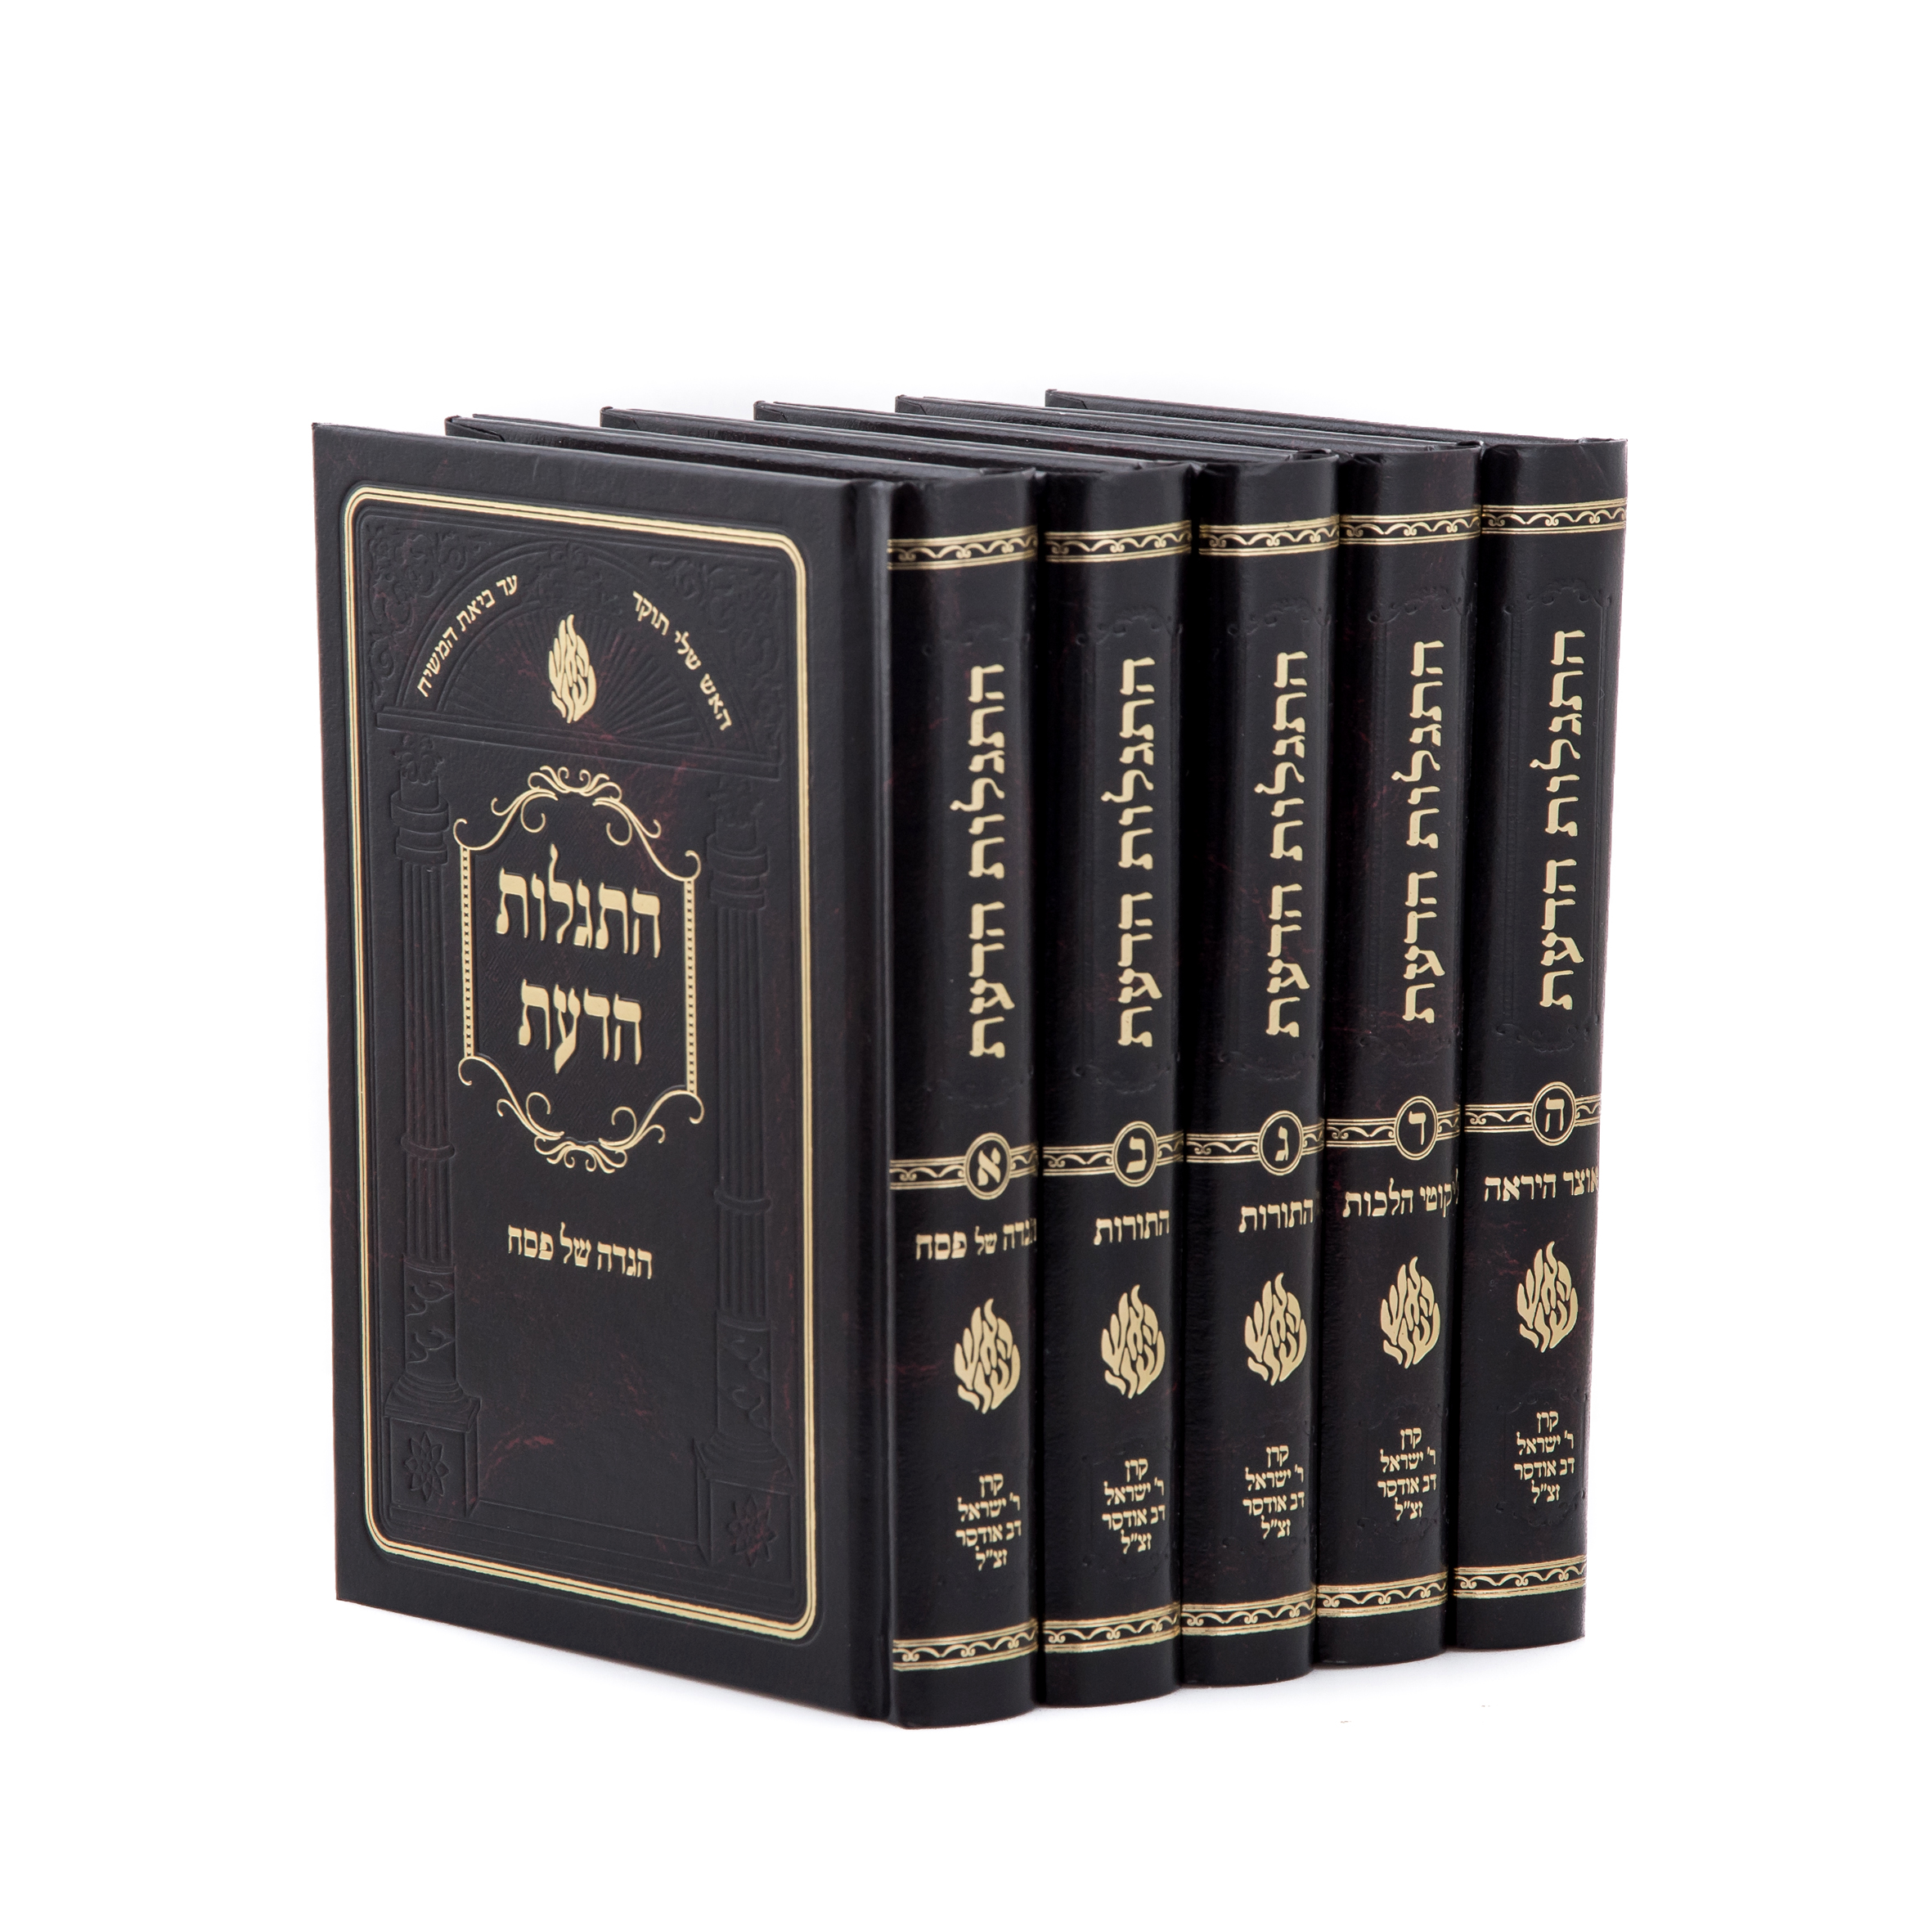 האש שלי תוקד
עד ביאת המשיח
התגלות
הדעת
הגדה של פסח
התגלות הדעת
א
הגדה של פסח
קרן
ר' ישראל
דב אודסר
זצ"ל
התגלות הדעת
ב
התורות
קרן
ר' ישראל
דב אודסר
זצ"ל
התגלות הדעת
ג
התורות
קרן
ר' ישראל
דב אודסר
זצ"ל
התגלות הדעת
ד
ליקוטי הלכות
קרן
ר' ישראל
דב אודסר
זצ"ל
התגלות הדעת
ה
אוצר היראה
קרן
ר' ישראל
דב אודסר
זצ"ל